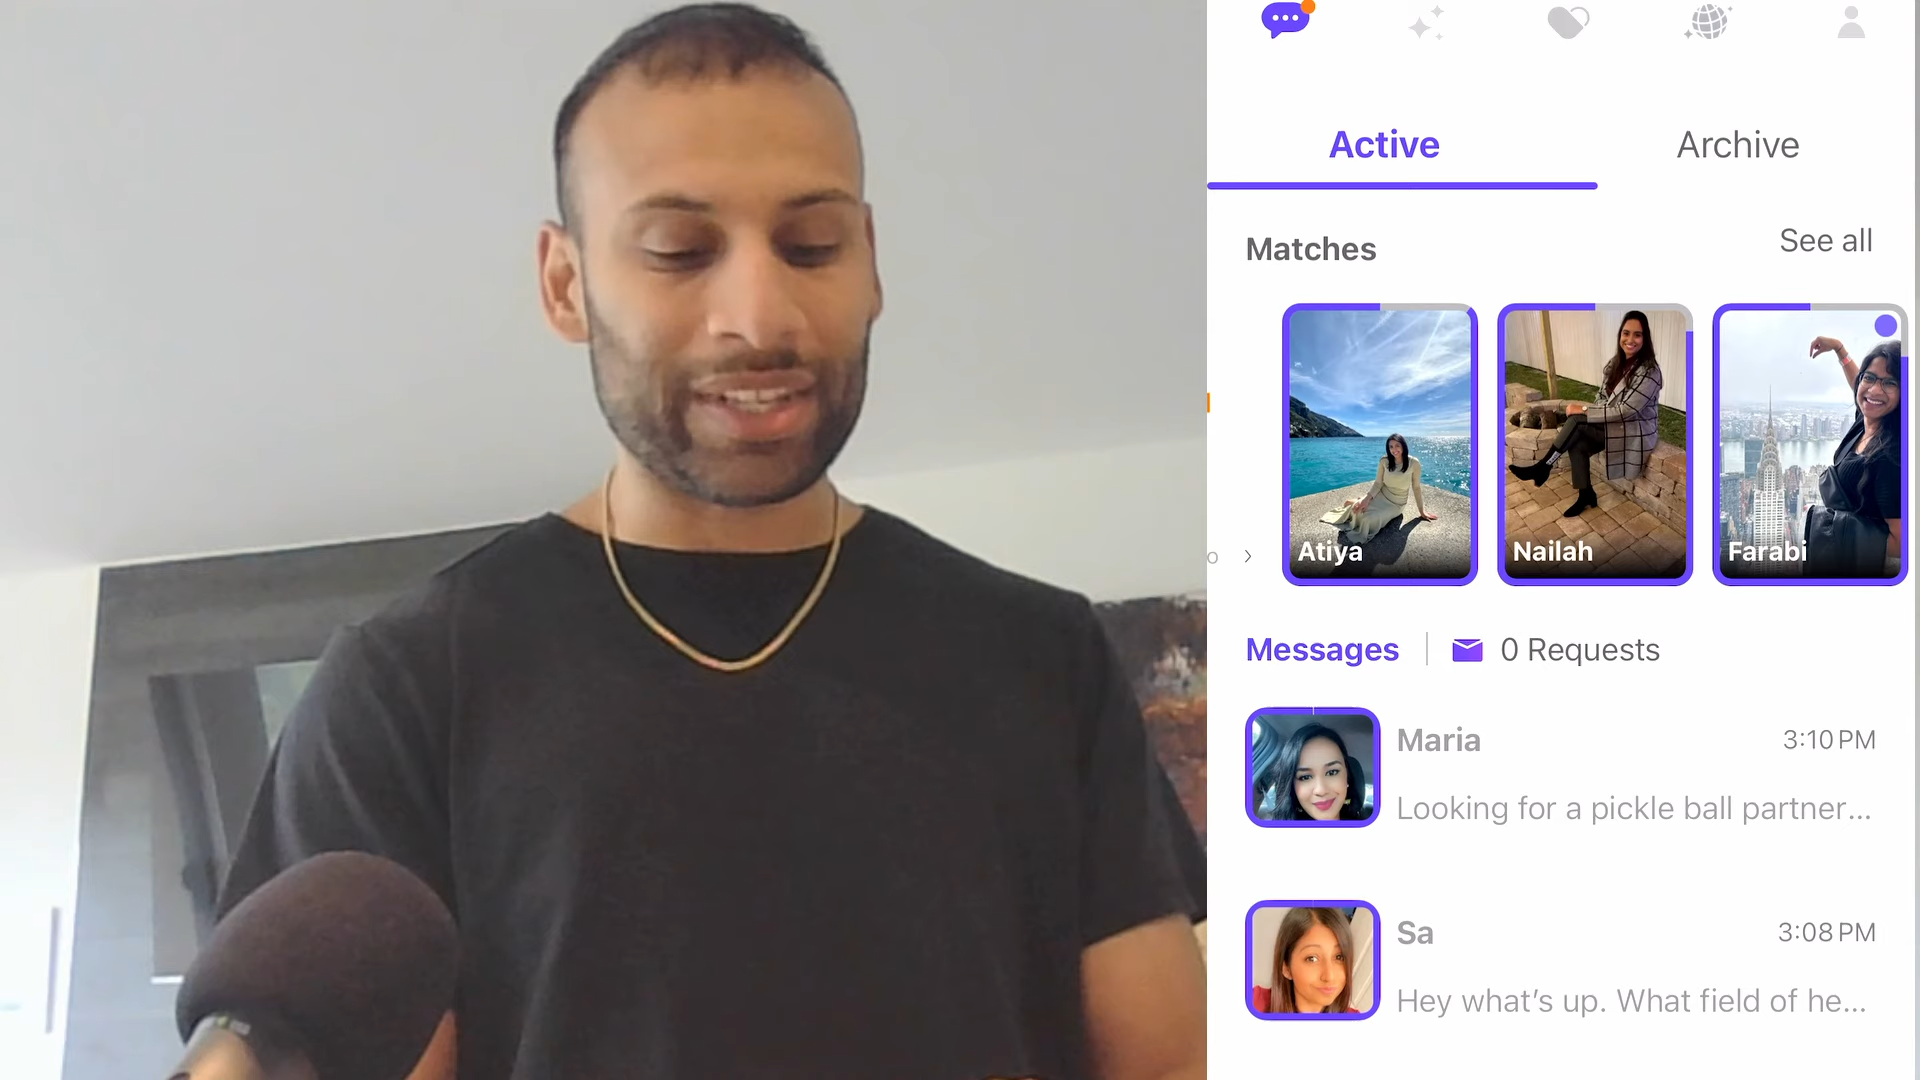 Active
Archive
Matches
See all
o
Atiya
Nailah
Farabi
Messages
0 Requests
Maria
3:10 PM
Looking for a pickle ball partner...
Sa
3:08 PM
Hey what's up. What field of he...